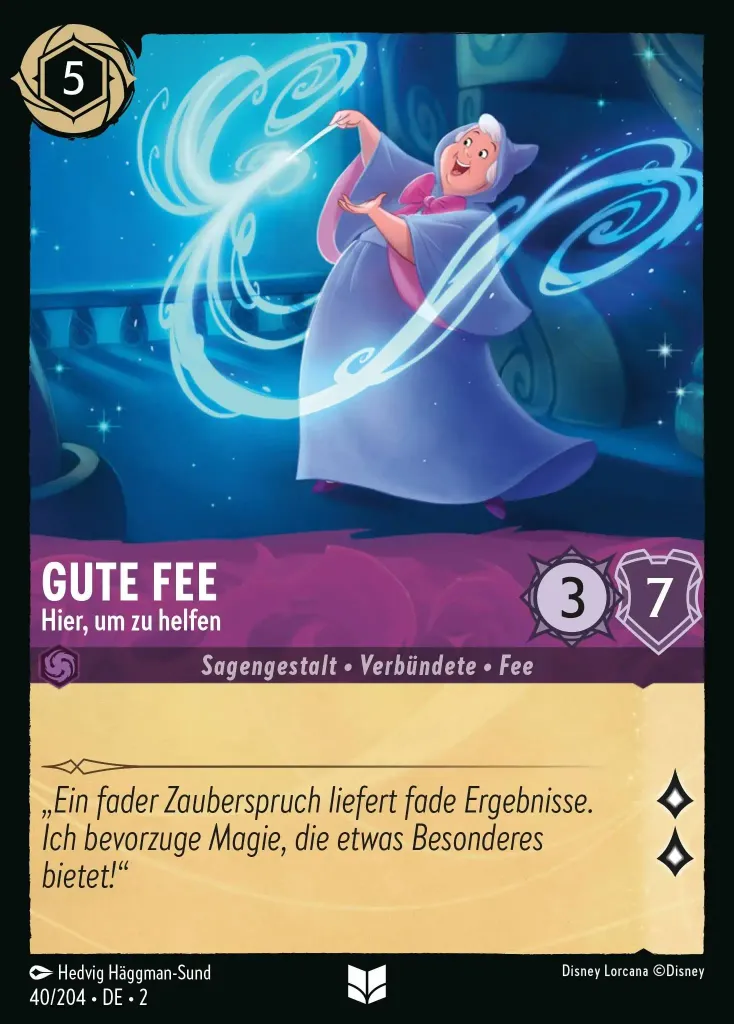 5
GUTE FEE
Hier, um zu helfen
3
7
Sagengestalt • Verbündete • Fee
„Ein fader Zauberspruch liefert fade Ergebnisse.
Ich bevorzuge Magie, die etwas Besonderes
bietet!“
Hedvig Häggman-Sund
Disney Lorcana ©Disney
40/204 • DE • 2